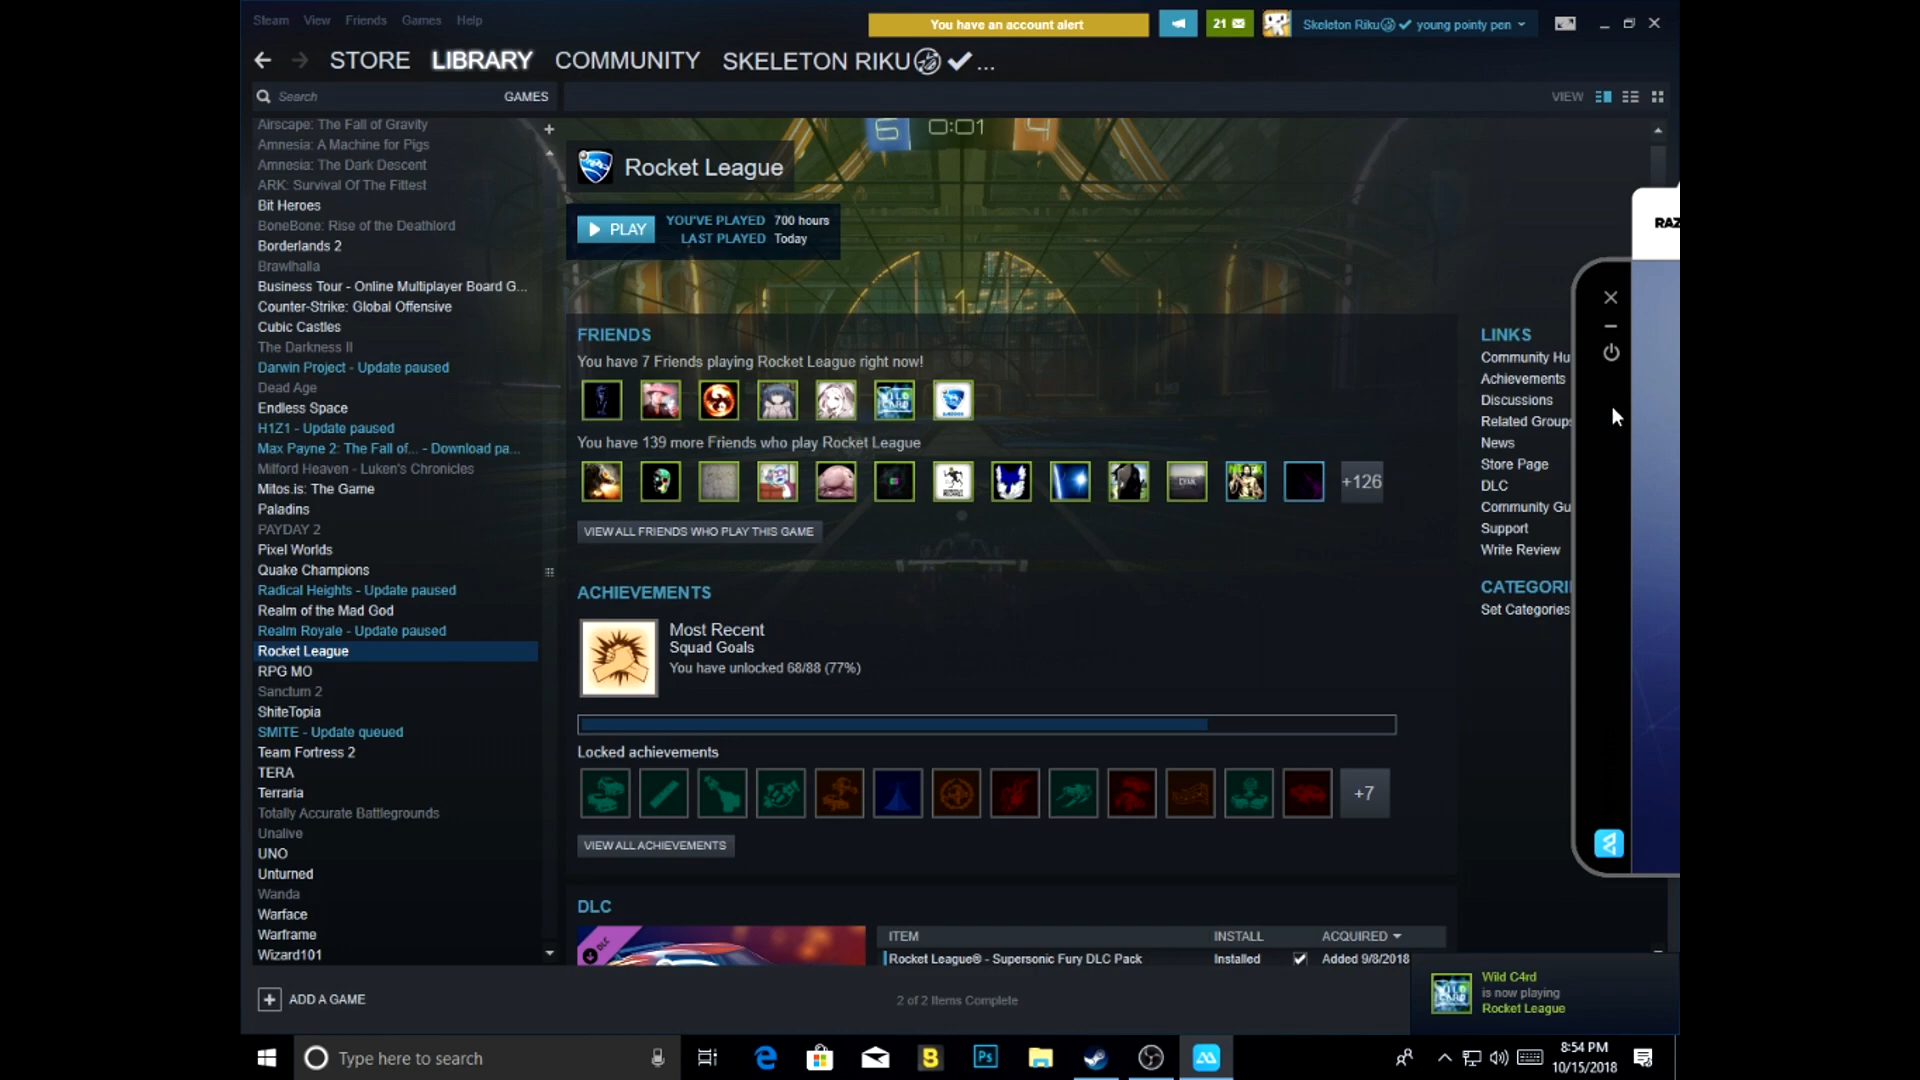 Steam View Friends Games Help
You have an account alert
21
Skeleton Riku young pointy pen
STORE LIBRARY COMMUNITY SKELETON RIKU ...
Search GAMES
VIEW
Airscape: The Fall of Gravity
Amnesia: A Machine for Pigs
Amnesia: The Dark Descent
ARK: Survival Of The Fittest
Bit Heroes
BoneBone: Rise of the Deathlord
Borderlands 2
Brawlhalla
Business Tour - Online Multiplayer Board G...
Counter-Strike: Global Offensive
Cubic Castles
The Darkness II
Darwin Project - Update paused
Dead Age
Endless Space
H1Z1 - Update paused
Max Payne 2: The Fall of... - Download pa...
Milford Heaven - Luken's Chronicles
Mitos.is: The Game
Paladins
PAYDAY 2
Pixel Worlds
Quake Champions
Radical Heights - Update paused
Realm of the Mad God
Realm Royale - Update paused
Rocket League
RPG MO
Sanctum 2
ShiteTopia
SMITE - Update queued
Team Fortress 2
TERA
Terraria
Totally Accurate Battlegrounds
Unalive
UNO
Unturned
Wanda
Warface
Warframe
Wizard101
ADD A GAME
6 0:01 4
Rocket League
PLAY
YOU'VE PLAYED 700 hours
LAST PLAYED Today
1
FRIENDS
You have 7 Friends playing Rocket League right now!
WILD CARD
You have 139 more Friends who play Rocket League
+126
VIEW ALL FRIENDS WHO PLAY THIS GAME
ACHIEVEMENTS
Most Recent
Squad Goals
You have unlocked 68/88 (77%)
Locked achievements
+7
VIEW ALL ACHIEVEMENTS
DLC
DLC
ITEM INSTALL ACQUIRED
Rocket League® - Supersonic Fury DLC Pack Installed Added 9/8/2018
2 of 2 Items Complete
LINKS
Community Hu
Achievements
Discussions
Related Groups
News
Store Page
DLC
Community Gu
Support
Write Review
CATEGORI
Set Categories
RAZ
Wild C4rd
is now playing
Rocket League
Type here to search
B
Ps
8:54 PM
10/15/2018